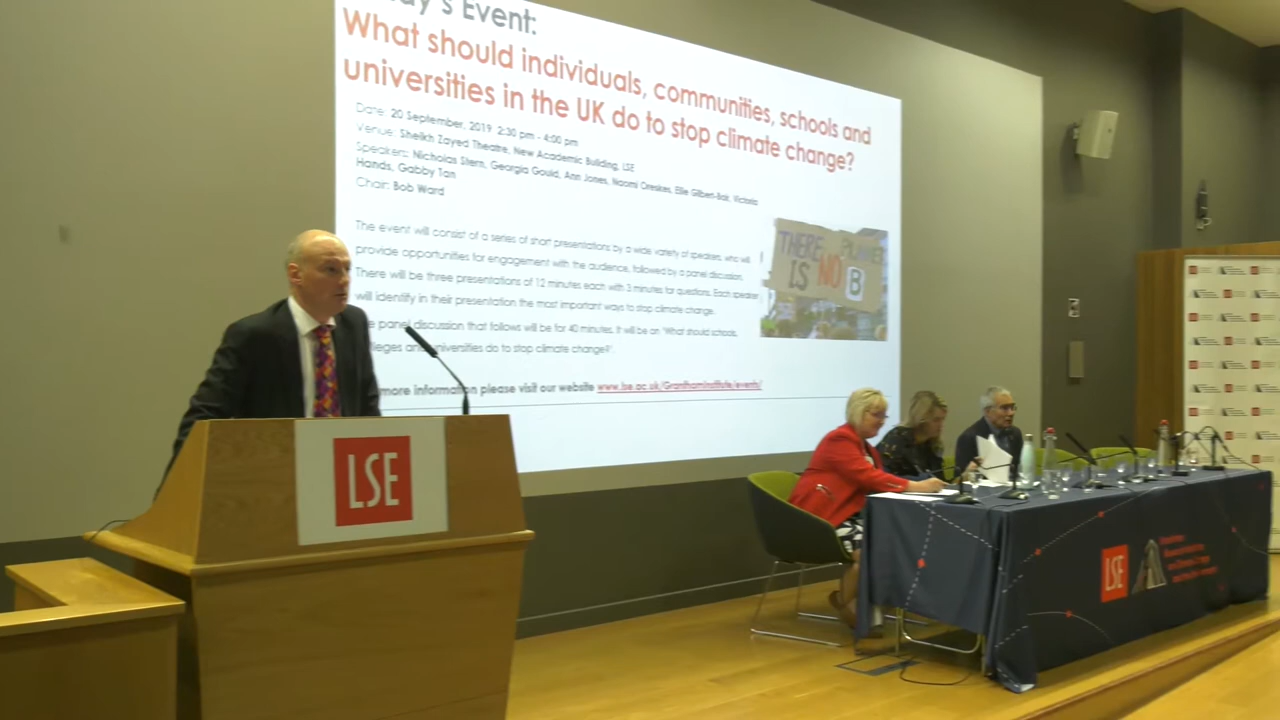 ay's Event:
What should individuals, communities, schools and
universities in the UK do to stop climate change?
Date: 20 September, 2019 2:30 pm - 4:00 pm
Venue: Sheikh Zayed Theatre, New Academic Building, LSE
Speakers: Nicholas Stern, Georgia Gould, Ann Jones, Naomi Oreskes, Ellie Gilbert-Bair, Victoria
Hands, Gabby Tan
Chair: Bob Ward
The event will consist of a series of short presentations by a wide variety of speakers, who will
provide opportunities for engagement with the audience, followed by a panel discussion.
There will be three presentations of 12 minutes each with 3 minutes for questions. Each speaker
will identify in their presentation the most important ways to stop climate change.
e panel discussion that follows will be for 40 minutes. It will be on 'What should schools,
lleges and universities do to stop climate change?'.
more information please visit our website www.lse.ac.uk/GranthamInstitute/events/
THERE
IS NO
PLANET
B
LSE
LSE